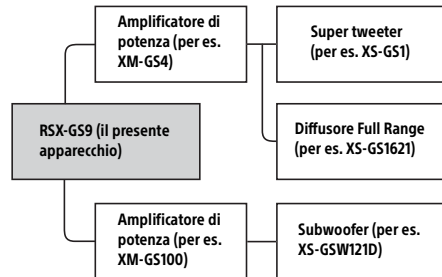 Amplificatore di
potenza (per es.
XM-GS4)
Super tweeter
(per es. XS-GS1)
RSX-GS9 (il presente
apparecchio)
Diffusore Full Range
(per es. XS-GS1621)
Amplificatore di
potenza (per es.
XM-GS100)
Subwoofer (per es.
XS-GSW121D)